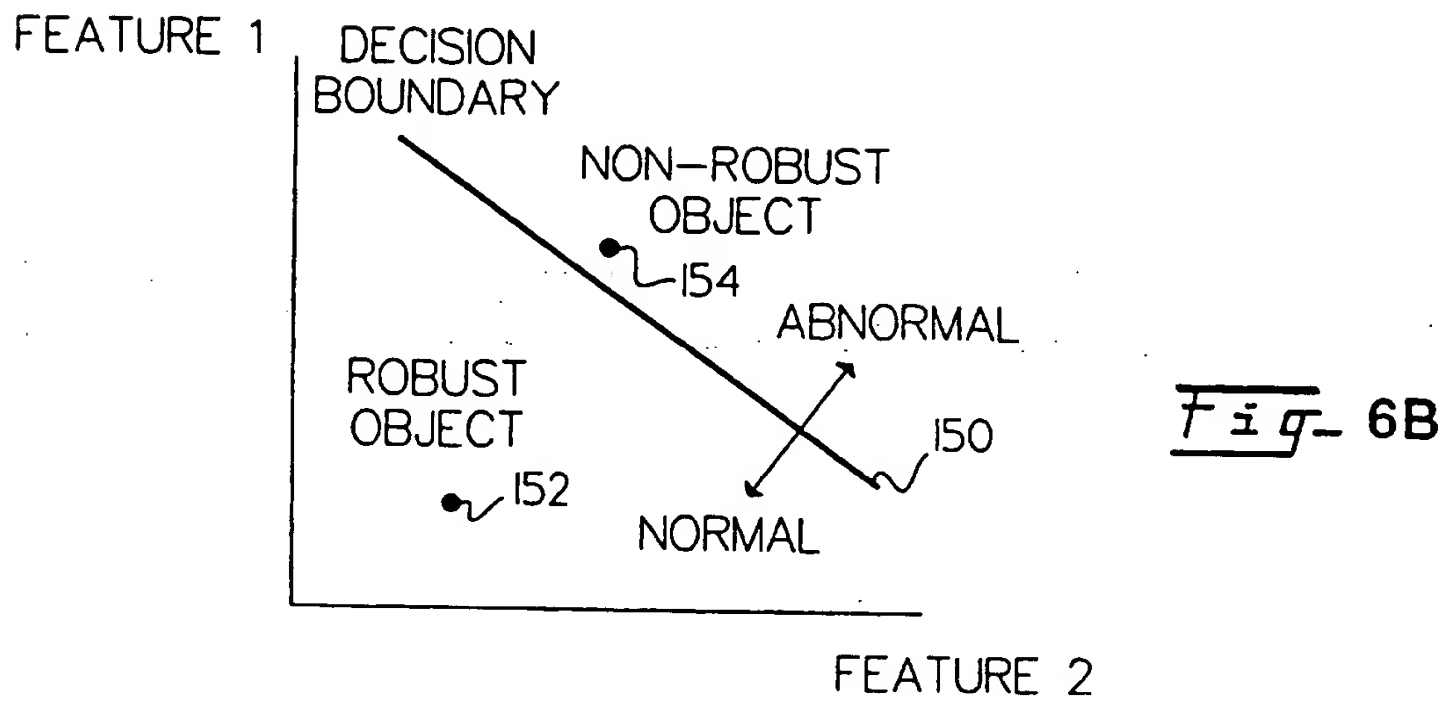 FEATURE 1
DECISION
BOUNDARY
NON-ROBUST
OBJECT
154
ABNORMAL
ROBUST
OBJECT
150
152
NORMAL
Fig- 6B
FEATURE 2